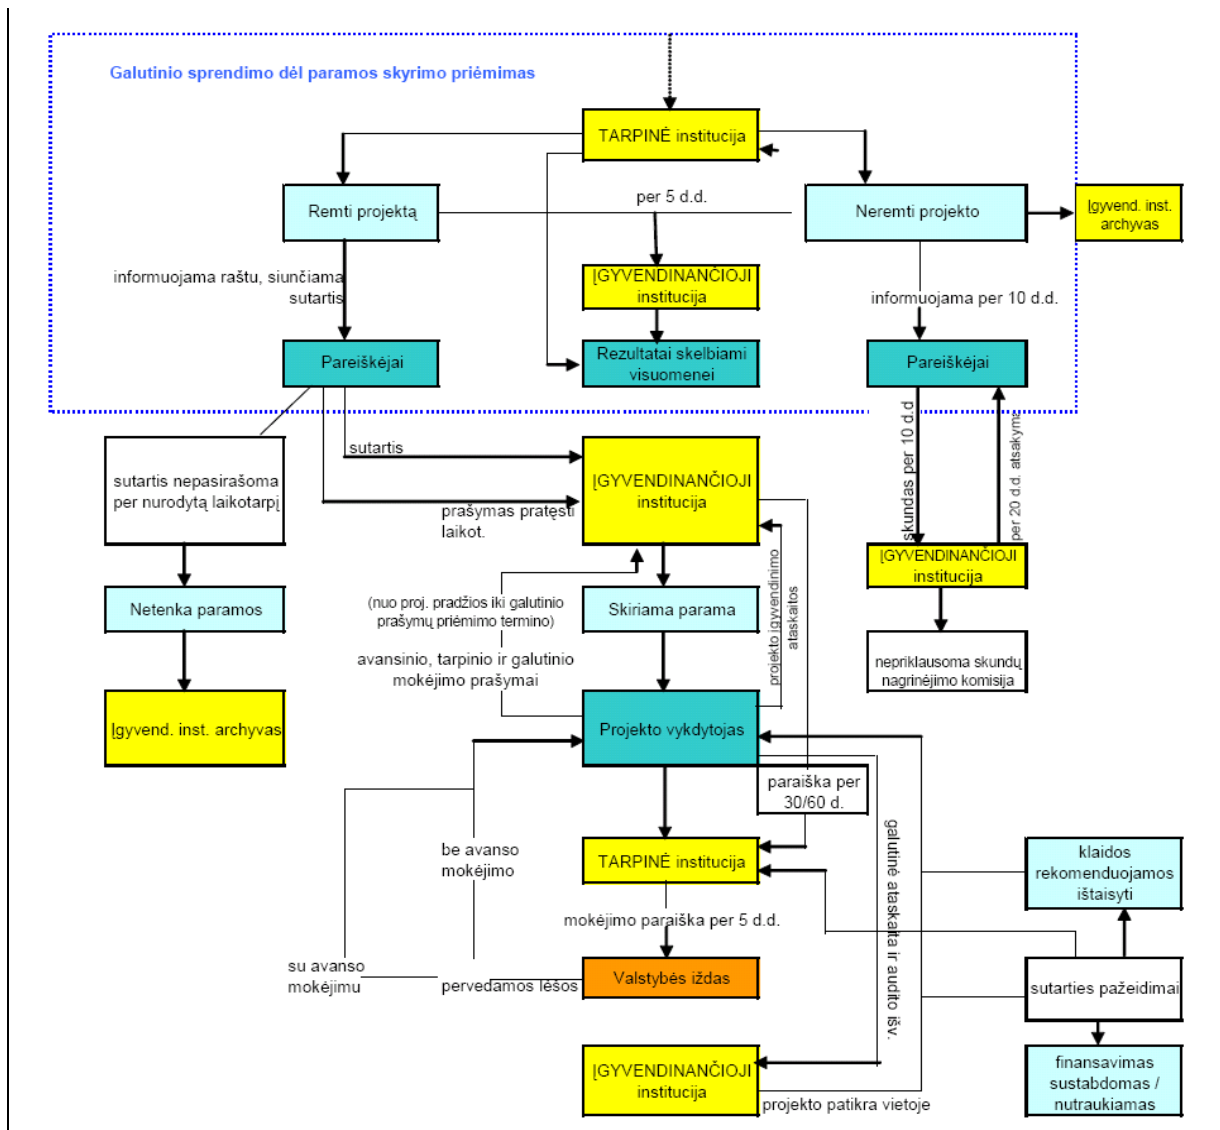 Galutinio sprendimo dėl paramos skyrimo priėmimas
TARPINĖ institucija
Remti projektą
per 5 d.d.
Neremti projekto
Įgyvend. inst.
archyvas
informuojama raštu, siunčiama
sutartis
ĮGYVENDINANČIOJI
institucija
informuojama per 10 d.d.
Pareiškėjai
Rezultatai skelbiami
visuomenei
Pareiškėjai
sutartis nepasirašoma
per nurodytą laikotarpį
sutartis
prašymas pratęsti
laikot.
ĮGYVENDINANČIOJI
institucija
skundas per 10 d.d
per 20 d.d. atsakyma
ĮGYVENDINANČIOJI
institucija
projekto įgyvendinimo
ataskaitos
Netenka paramos
(nuo proj. pradžios iki galutinio
prašymų priėmimo termino)
Skiriama parama
avansinio, tarpinio ir galutinio
mokėjimo prašymai
nepriklausoma skundų
nagrinėjimo komisija
Įgyvend. inst. archyvas
Projekto vykdytojas
paraiška per
30/60 d.
be avanso
mokėjimo
TARPINĖ institucija
galutinė ataskaita ir audito išv.
klaidos
rekomenduojamos
ištaisyti
mokėjimo paraiška per 5 d.d.
su avanso
mokėjimu
pervedamos lėšos
Valstybės iždas
sutarties pažeidimai
ĮGYVENDINANČIOJI
institucija
projekto patikra vietoje
finansavimas
sustabdomas /
nutraukiamas